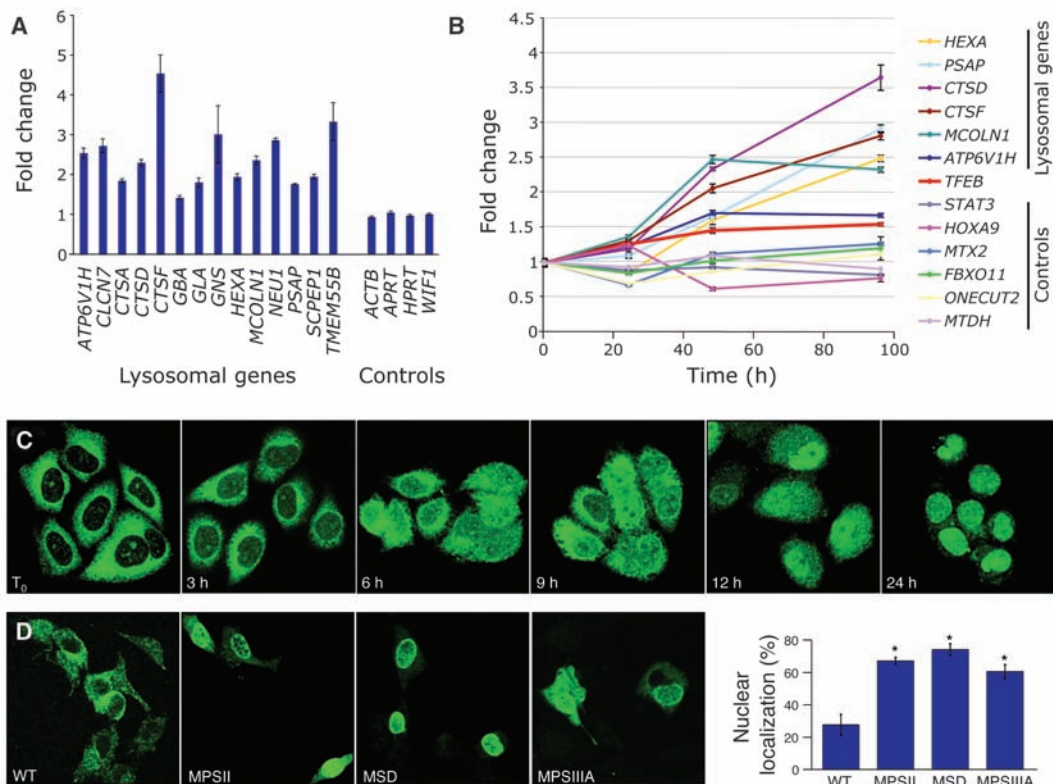 A
6
5
4
3
2
1
0
Fold change
ATP6V1H
CLCN7
CTSA
CTSD
CTSF
GBA
GLA
GNS
HEXA
MCOLN1
NEU1
PSAP
SCPEP1
TMEM55B
ACTB
APRT
HPRT
WIF1
Lysosomal genes
Controls
B
4.5
4
3.5
3
2.5
2
1.5
1
0.5
0
Fold change
0
20
40
60
80
100
Time (h)
HEXA
PSAP
CTSD
CTSF
MCOLN1
ATP6V1H
TFEB
STAT3
HOXA9
MTX2
FBXO11
ONECUT2
MTDH
Lysosomal genes
Controls
C
T0
3 h
6 h
9 h
12 h
24 h
D
WT
MPSII
MSD
MPSIIIA
80
60
40
20
0
Nuclear
localization (%)
* * *
WT MPSII MSD MPSIIIA